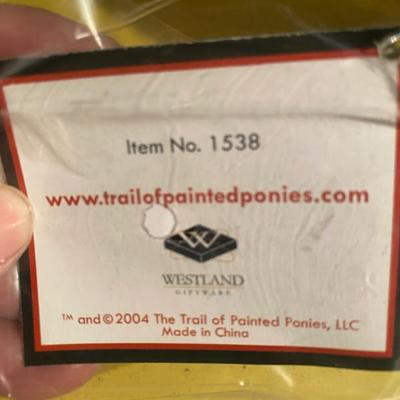 Item No. 1538
www.trailofpaintedponies.com
W
WESTLAND
GIFTWARE
™ and © 2004 The Trail of Painted Ponies, LLC
Made in China